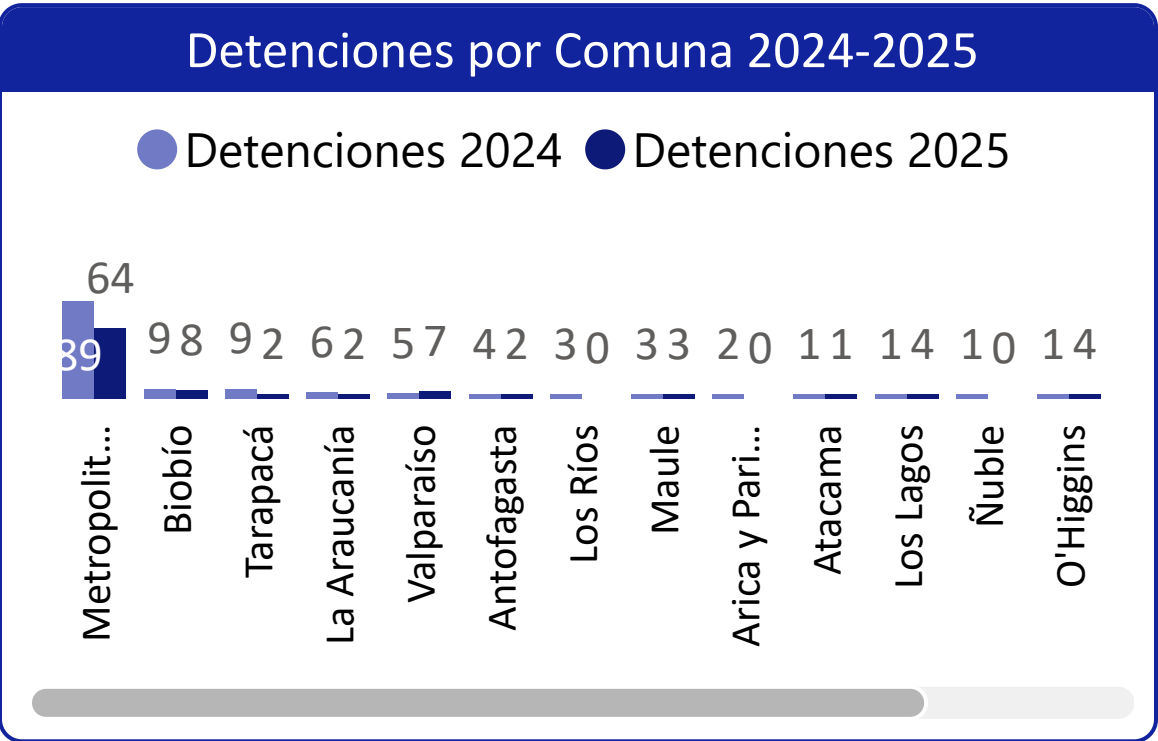 Detenciones por Comuna 2024-2025
Detenciones 2024 Detenciones 2025
64
89 9 8 9 2 6 2 5 7 4 2 3 0 3 3 2 0 1 1 1 4 1 0 1 4
Metropolit...
Biobío
Tarapacá
La Araucanía
Valparaíso
Antofagasta
Los Ríos
Maule
Arica y Pari...
Atacama
Los Lagos
Ñuble
O'Higgins